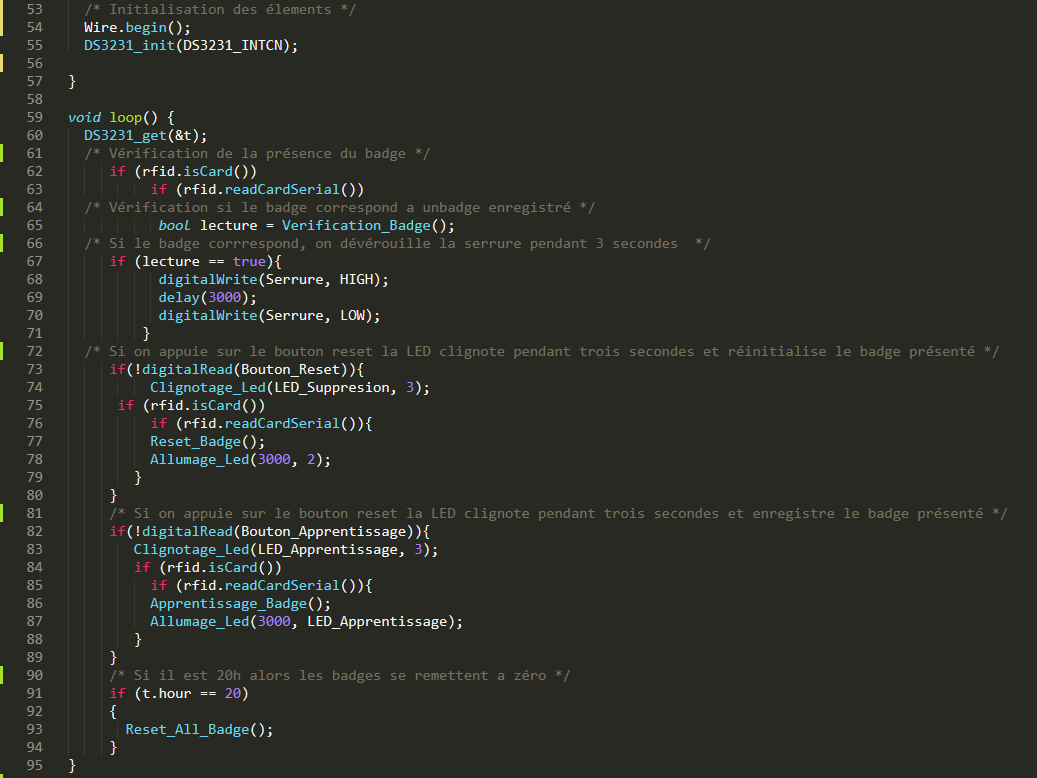 53 /* Initialisation des élements */
54 Wire.begin();
55 DS3231_init(DS3231_INTCN);
56
57 }
58
59 void loop() {
60 DS3231_get(&t);
61 /* Vérification de la présence du badge */
62 if (rfid.isCard())
63 if (rfid.readCardSerial())
64 /* Vérification si le badge correspond a unbadge enregistré */
65 bool lecture = Verification_Badge();
66 /* Si le badge corrrespond, on dévérouille la serrure pendant 3 secondes  */
67 if (lecture == true){
68 digitalWrite(Serrure, HIGH);
69 delay(3000);
70 digitalWrite(Serrure, LOW);
71 }
72 /* Si on appuie sur le bouton reset la LED clignote pendant trois secondes et réinitialise le badge présenté */
73 if(!digitalRead(Bouton_Reset)){
74 Clignotage_Led(LED_Suppresion, 3);
75 if (rfid.isCard())
76 if (rfid.readCardSerial()){
77 Reset_Badge();
78 Allumage_Led(3000, 2);
79 }
80 }
81 /* Si on appuie sur le bouton reset la LED clignote pendant trois secondes et enregistre le badge présenté */
82 if(!digitalRead(Bouton_Apprentissage)){
83 Clignotage_Led(LED_Apprentissage, 3);
84 if (rfid.isCard())
85 if (rfid.readCardSerial()){
86 Apprentissage_Badge();
87 Allumage_Led(3000, LED_Apprentissage);
88 }
89 }
90 /* Si il est 20h alors les badges se remettent a zéro */
91 if (t.hour == 20)
92 {
93 Reset_All_Badge();
94 }
95 }